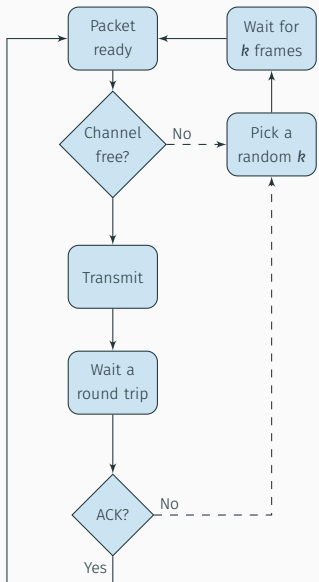 Packet
ready
Wait for
k frames
Channel
free?
No
Pick a
random k
Transmit
Wait a
round trip
ACK?
No
Yes